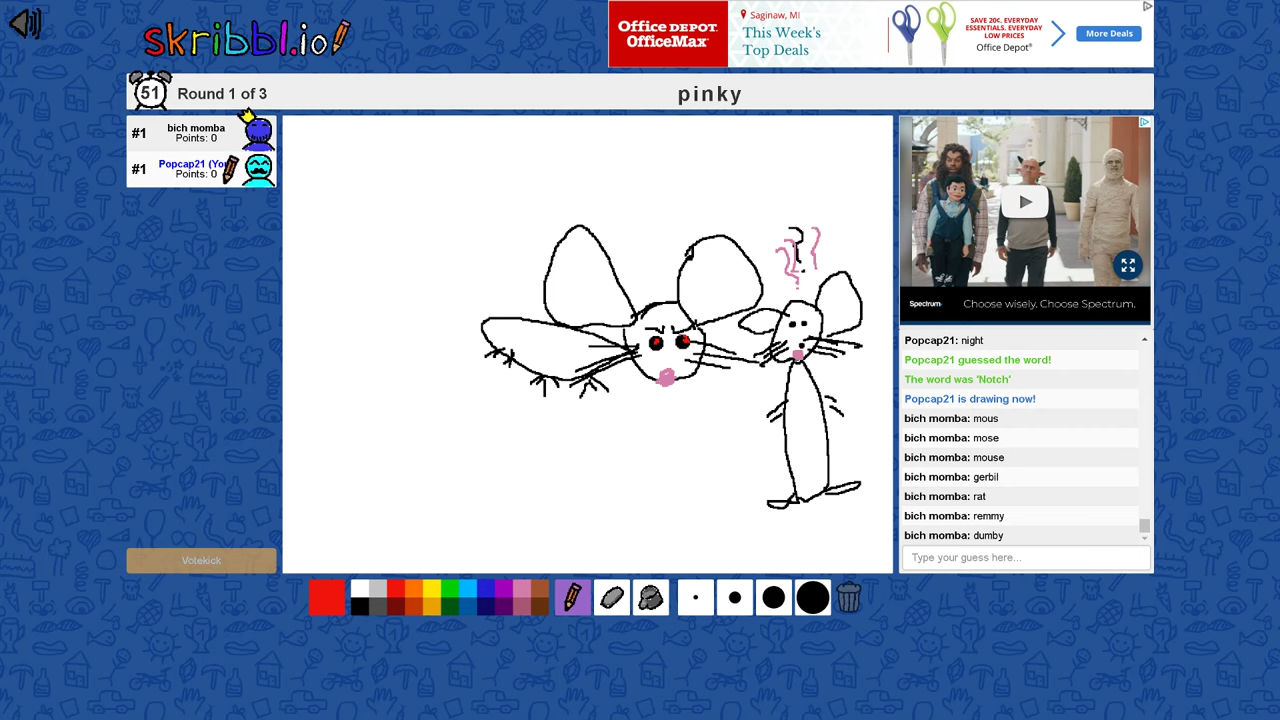 skribbl.io
Office DEPOT
OfficeMax
Saginaw, MI
This Week's
Top Deals
SAVE 20¢. EVERYDAY
ESSENTIALS. EVERYDAY
LOW PRICES
Office Depot
More Deals
51
Round 1 of 3
pinky
#1
bich momba
Points: 0
#1
Popcap21 (You
Points: 0
Votekick
Spectrum
Choose wisely. Choose Spectrum.
Popcap21: night
Popcap21 guessed the word!
The word was 'Notch'
Popcap21 is drawing now!
bich momba: mous
bich momba: mose
bich momba: mouse
bich momba: gerbil
bich momba: rat
bich momba: remmy
bich momba: dumby
Type your guess here...